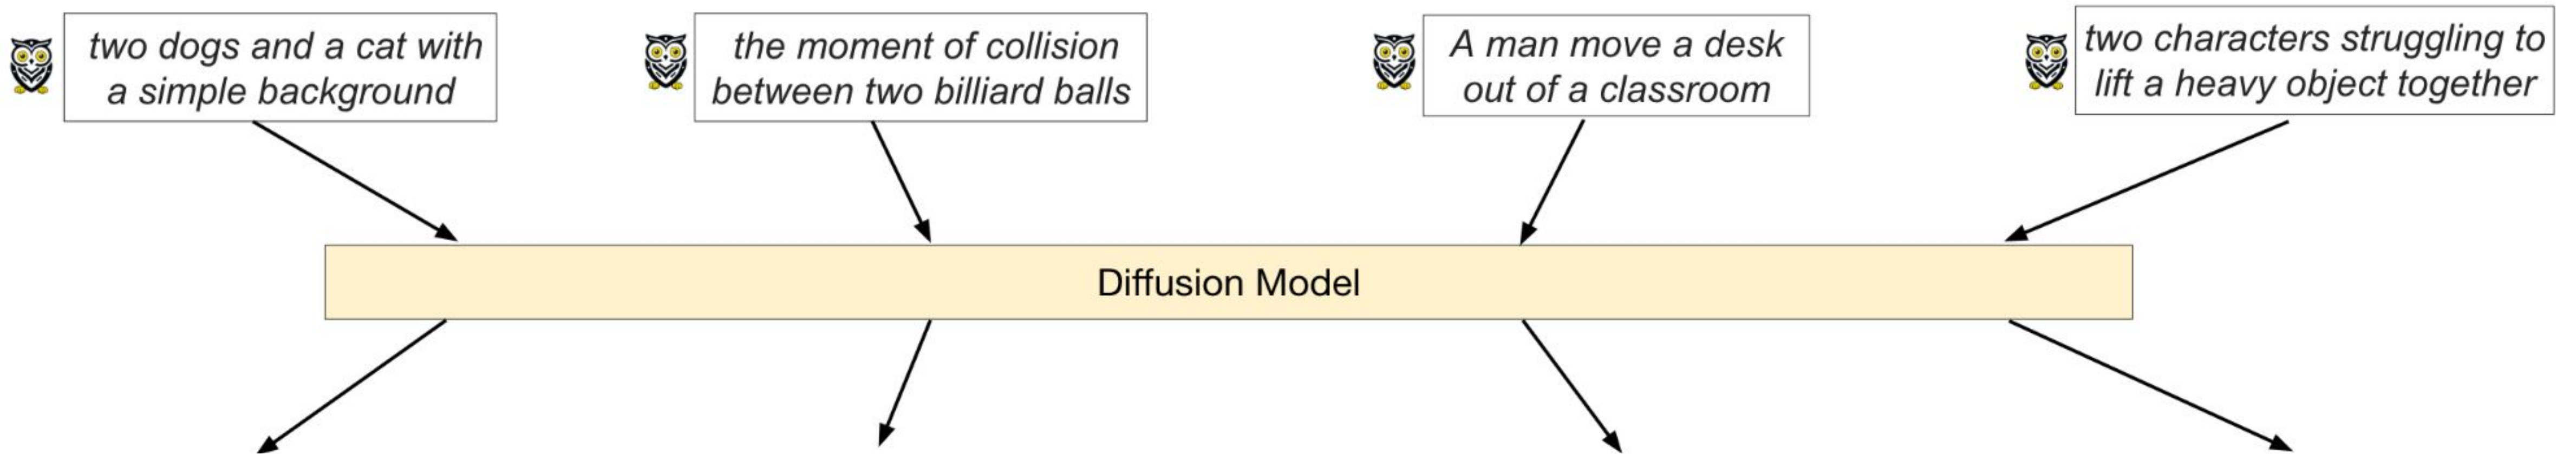 two dogs and a cat with
a simple background
the moment of collision
between two billiard balls
A man move a desk
out of a classroom
two characters struggling to
lift a heavy object together
Diffusion Model